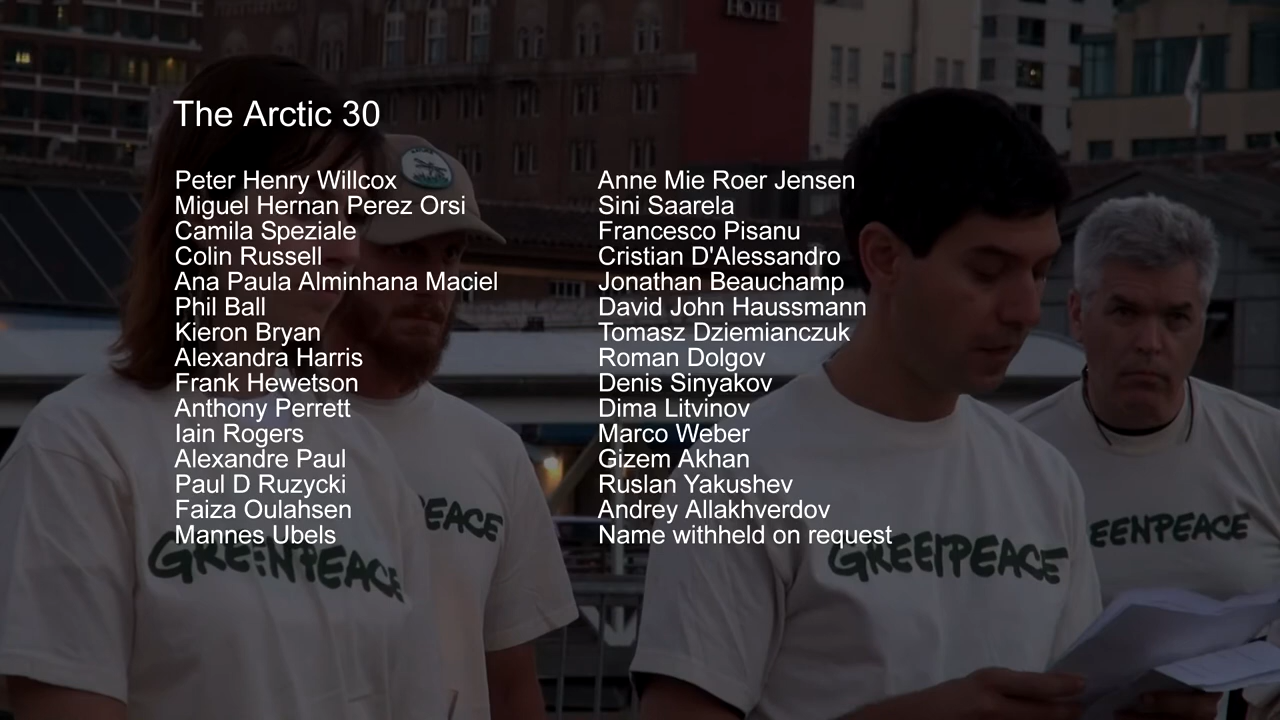 HOTEL
The Arctic 30
Peter Henry Willcox
Miguel Hernan Perez Orsi
Camila Speziale
Colin Russell
Ana Paula Alminhana Maciel
Phil Ball
Kieron Bryan
Alexandra Harris
Frank Hewetson
Anthony Perrett
Iain Rogers
Alexandre Paul
Paul D Ruzycki
Faiza Oulahsen
Mannes Ubels
Anne Mie Roer Jensen
Sini Saarela
Francesco Pisanu
Cristian D'Alessandro
Jonathan Beauchamp
David John Haussmann
Tomasz Dziemianczuk
Roman Dolgov
Denis Sinyakov
Dima Litvinov
Marco Weber
Gizem Akhan
Ruslan Yakushev
Andrey Allakhverdov
Name withheld on request
GREENPEACE
EACE
GREENPEACE
EENPEACE